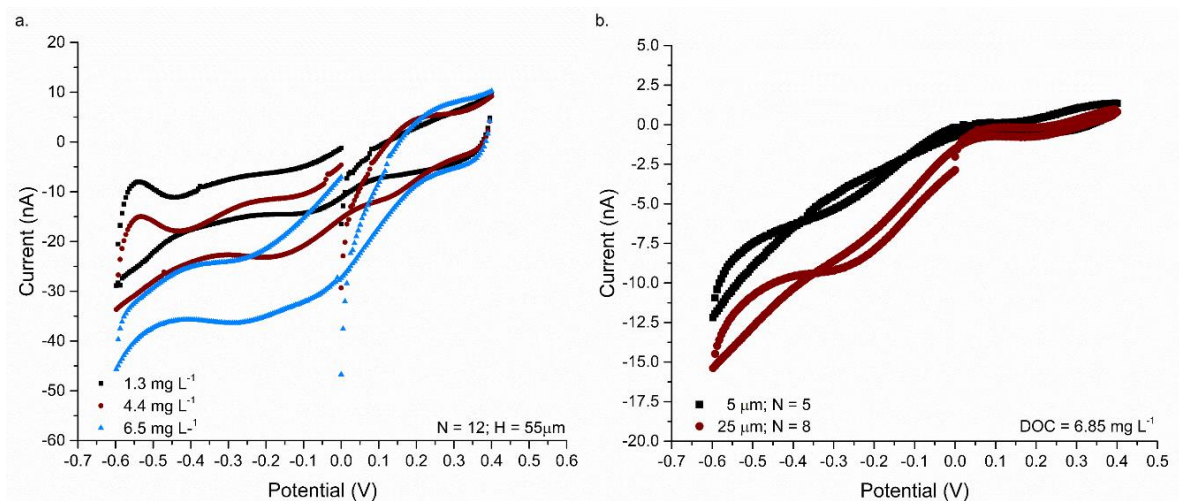 a.
20
10
0
-10
-20
-30
-40
-50
-60
Current (nA)
1.3 mg L-1
4.4 mg L-1
6.5 mg L-1
N = 12; H = 55μm
-0.7 -0.6 -0.5 -0.4 -0.3 -0.2 -0.1 0.0 0.1 0.2 0.3 0.4 0.5 0.6
Potential (V)
b.
5.0
2.5
0.0
-2.5
-5.0
-7.5
-10.0
-12.5
-15.0
-17.5
-20.0
Current (nA)
5 μm; N = 5
25 μm; N = 8
DOC = 6.85 mg L-1
-0.7 -0.6 -0.5 -0.4 -0.3 -0.2 -0.1 0.0 0.1 0.2 0.3 0.4 0.5
Potential (V)